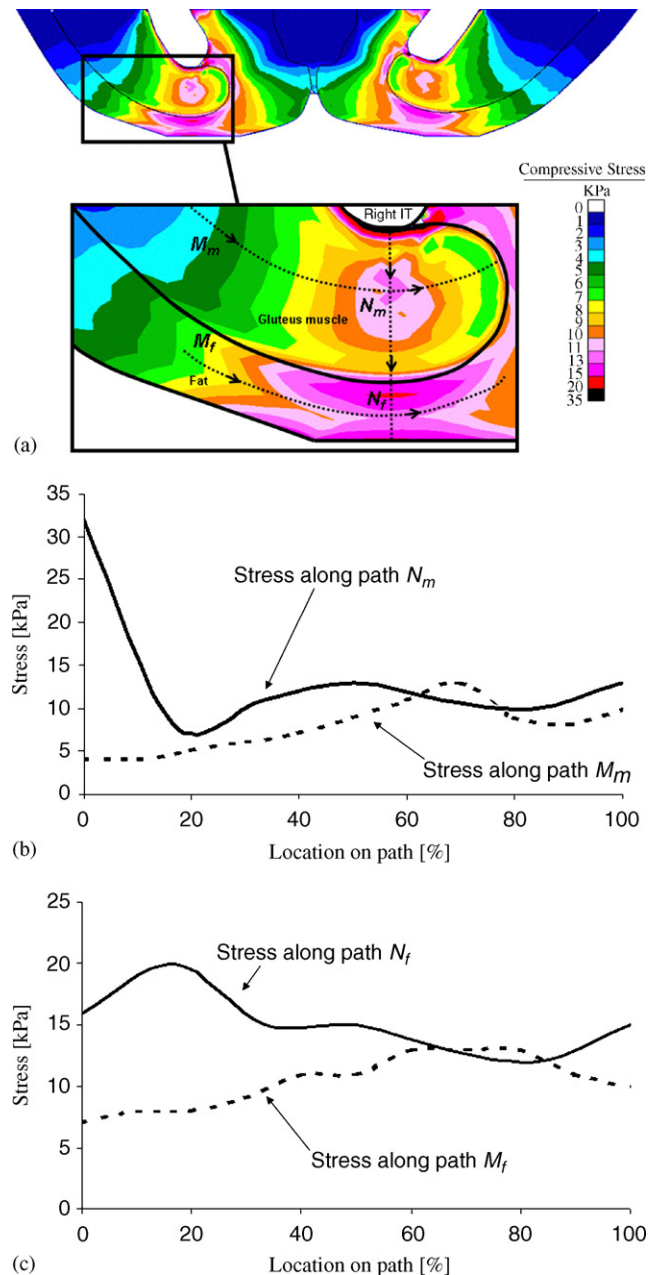 Compressive Stress
KPa
0
1
2
3
4
5
6
7
8
9
10
11
13
15
20
35
Right IT
Mm
Nm
Gluteus muscle
Mf
Fat
Nf
(a)
35
30
25
20
15
10
5
0
Stress [kPa]
Stress along path Nm
Stress along path Mm
0 20 40 60 80 100
Location on path [%]
(b)
25
20
15
10
5
0
Stress [kPa]
Stress along path Nf
Stress along path Mf
0 20 40 60 80 100
Location on path [%]
(c)